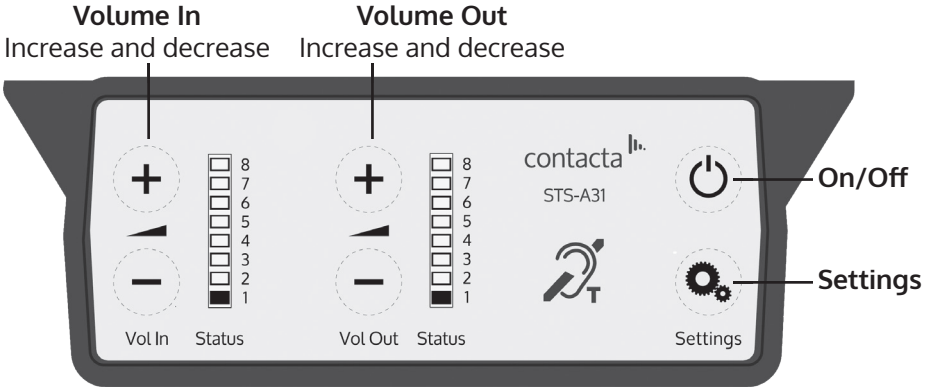 Volume In
Increase and decrease
Volume Out
Increase and decrease
8
7
6
5
4
3
2
1
Vol In
Status
8
7
6
5
4
3
2
1
Vol Out
Status
contacta
STS-A31
T
On/Off
Settings
Settings